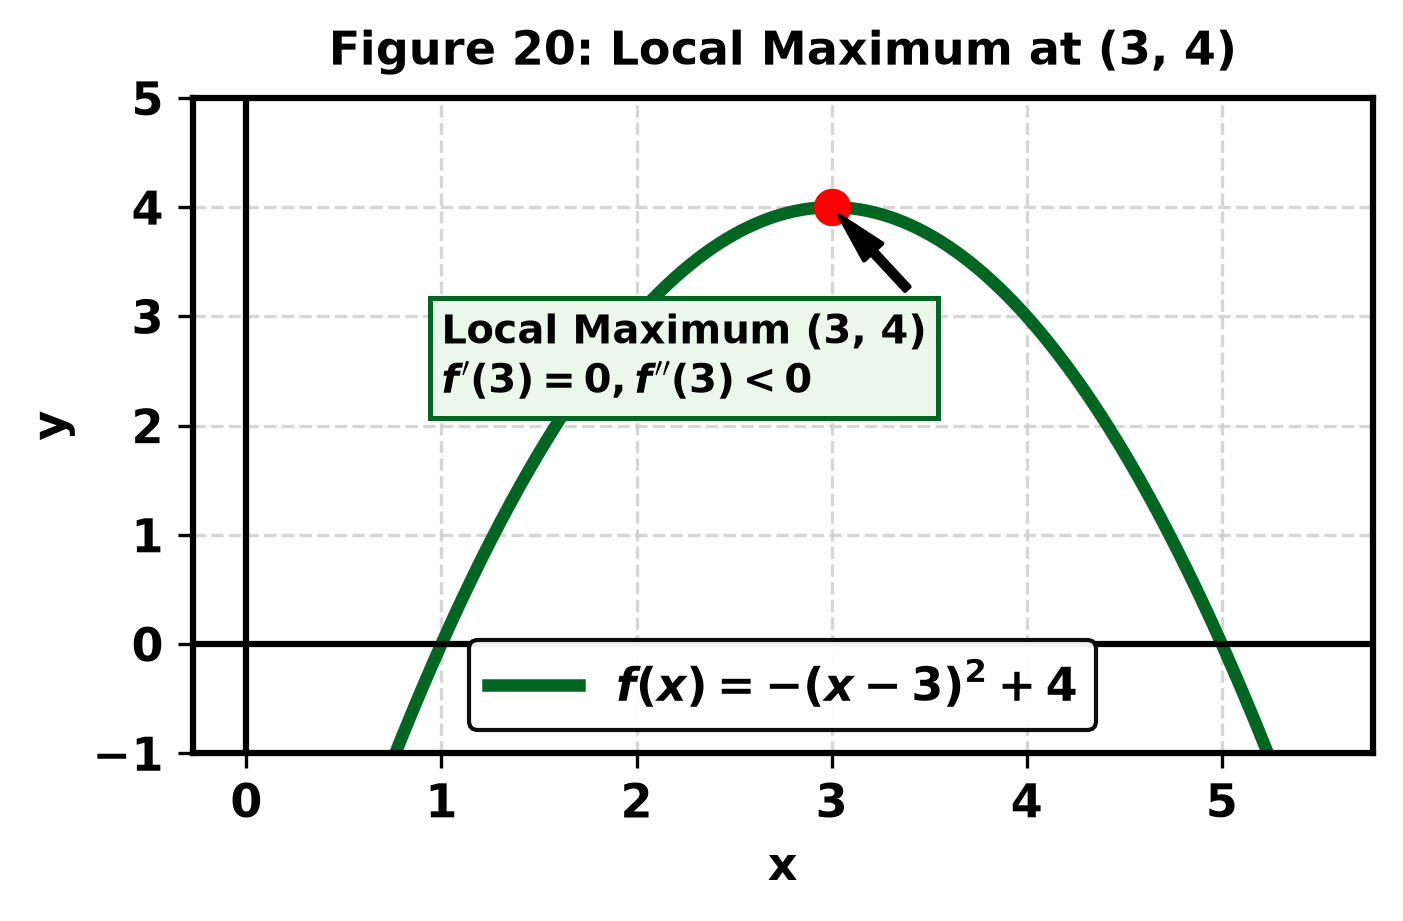 Figure 20: Local Maximum at (3, 4)
5
4
3
2
1
0
−1
y
Local Maximum (3, 4)
f′(3) = 0, f′′(3) < 0
f(x) = −(x − 3)² + 4
0 1 2 3 4 5
x